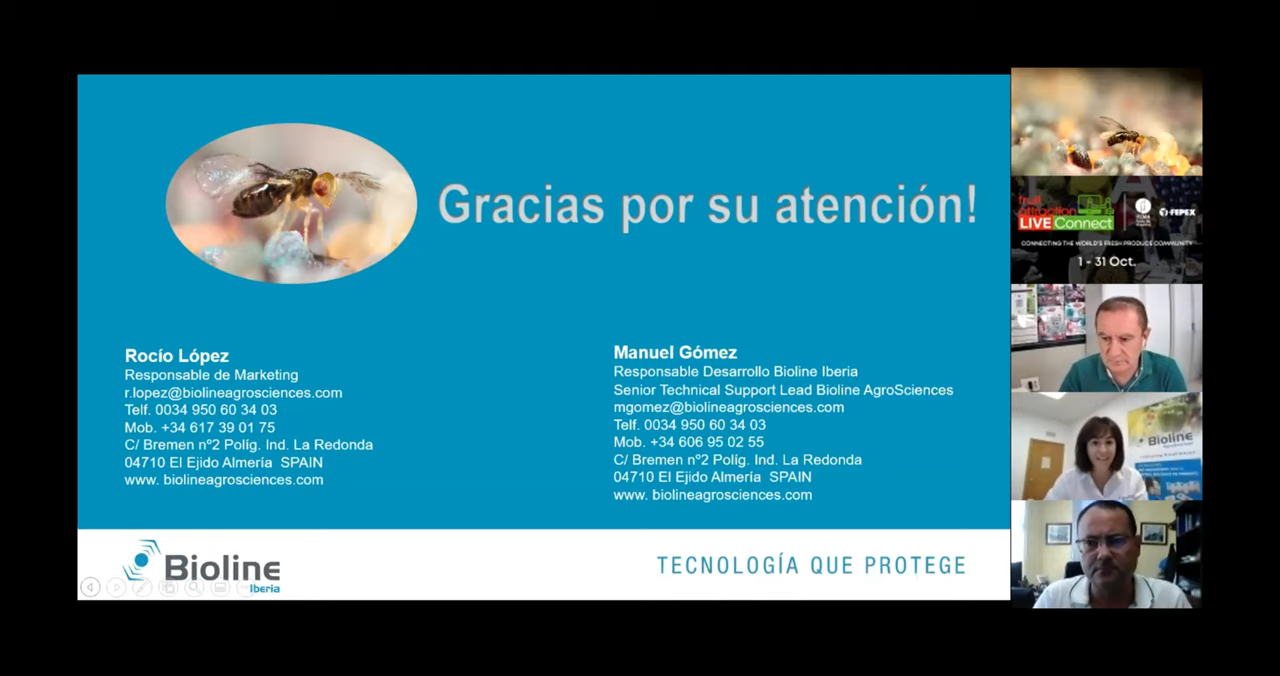 Gracias por su atención!
Rocío López
Responsable de Marketing
r.lopez@biolineagrosciences.com
Telf. 0034 950 60 34 03
Mob. +34 617 39 01 75
C/ Bremen nº2 Políg. Ind. La Redonda
04710 El Ejido Almería  SPAIN
www. biolineagrosciences.com
Manuel Gómez
Responsable Desarrollo Bioline Iberia
Senior Technical Support Lead Bioline AgroSciences
mgomez@biolineagrosciences.com
Telf. 0034 950 60 34 03
Mob. +34 606 95 02 55
C/ Bremen nº2 Políg. Ind. La Redonda
04710 El Ejido Almería  SPAIN
www. biolineagrosciences.com
Bioline
Iberia
TECNOLOGÍA QUE PROTEGE
fruit
attraction
LIVE Connect
FEPEX
CONNECTING THE WORLD'S FRESH PRODUCE COMMUNITY
1 - 31 Oct.
Bioline